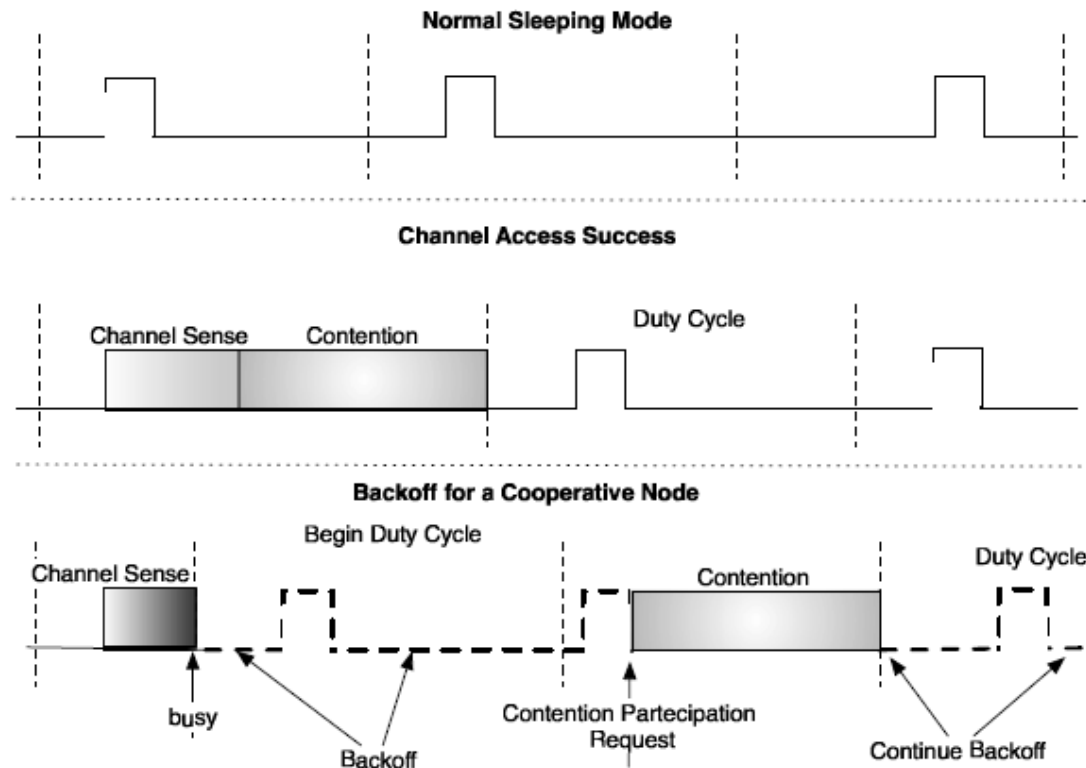 Normal Sleeping Mode
Channel Access Success
Channel Sense
Contention
Duty Cycle
Backoff for a Cooperative Node
Begin Duty Cycle
Channel Sense
Contention
Duty Cycle
busy
Backoff
Contention Partecipation
Request
Continue Backoff